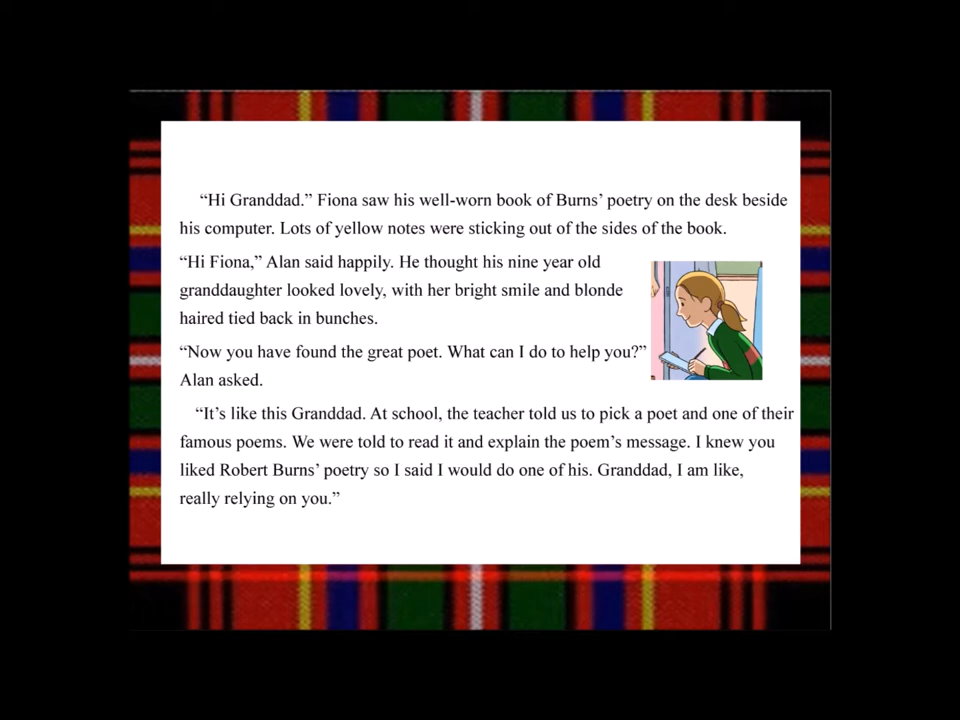 “Hi Granddad.” Fiona saw his well-worn book of Burns’ poetry on the desk beside
his computer. Lots of yellow notes were sticking out of the sides of the book.
“Hi Fiona,” Alan said happily. He thought his nine year old
granddaughter looked lovely, with her bright smile and blonde
haired tied back in bunches.
“Now you have found the great poet. What can I do to help you?”
Alan asked.
“It’s like this Granddad. At school, the teacher told us to pick a poet and one of their
famous poems. We were told to read it and explain the poem’s message. I knew you
liked Robert Burns’ poetry so I said I would do one of his. Granddad, I am like,
really relying on you.”